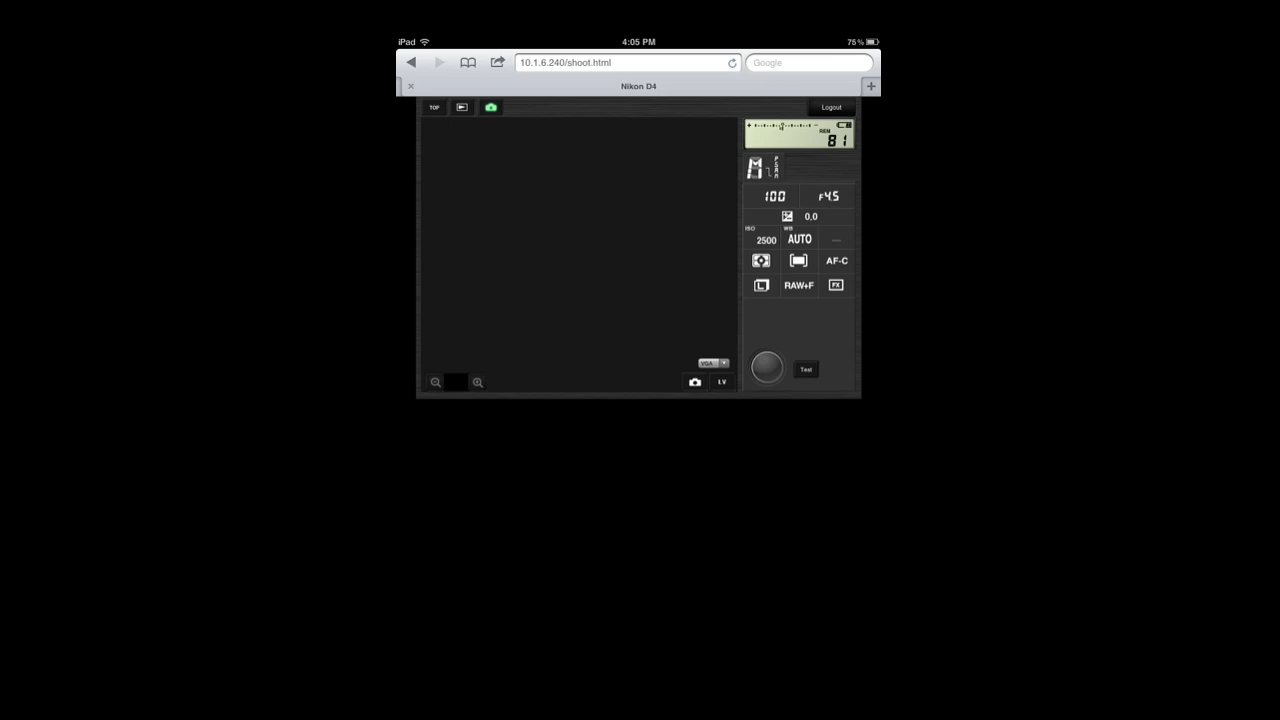 iPad 4:05 PM 75%
10.1.6.240/shoot.html Google
Nikon D4
TOP Logout
REM
81
M
P
S
A
M
100 F4.5
0.0
ISO WB
2500 AUTO --
AF-C
L RAW+F FX
VGA
Test
LV